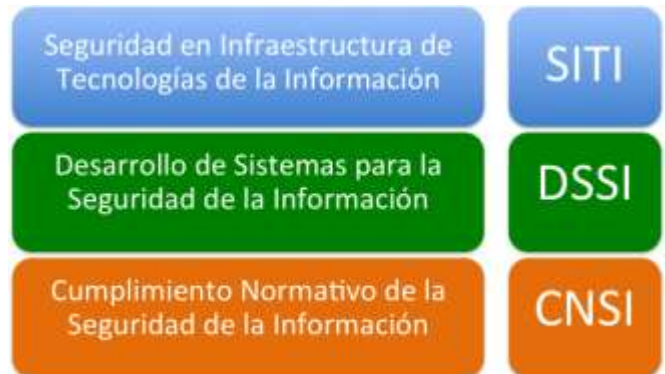 Seguridad en Infraestructura de
Tecnologías de la Información
SITI
Desarrollo de Sistemas para la
Seguridad de la Información
DSSI
Cumplimiento Normativo de la
Seguridad de la Información
CNSI